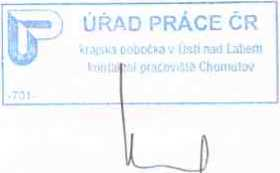 ÚŘAD PRÁCE ČR
krajská pobočka v Ústí nad Labem
kontaktní pracoviště Chomutov
-701-